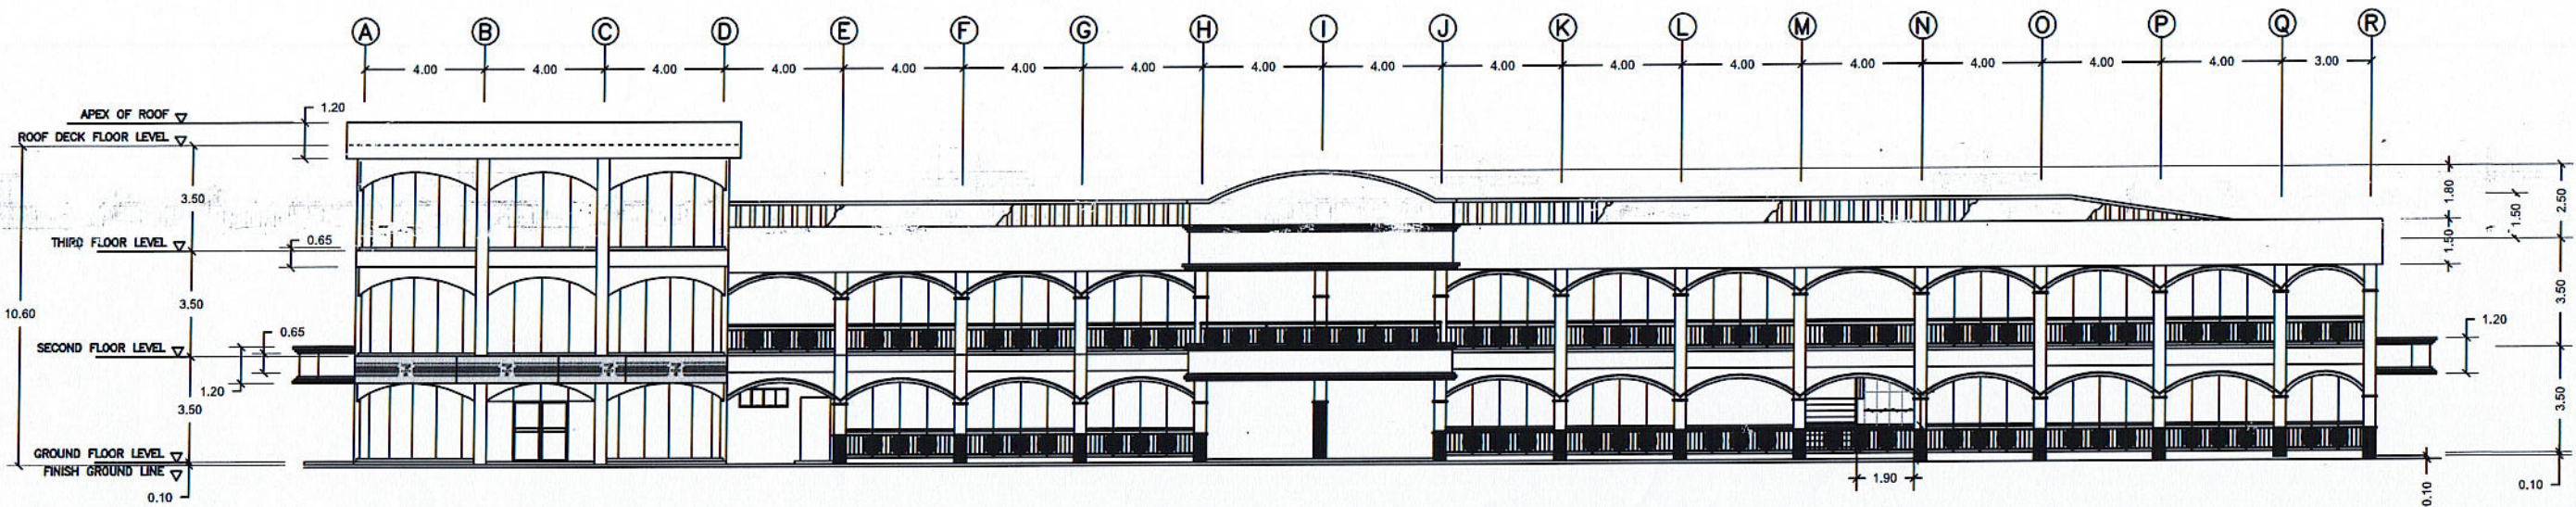 A B C D E F G H I J K L M N O P Q R
4.00 4.00 4.00 4.00 4.00 4.00 4.00 4.00 4.00 4.00 4.00 4.00 4.00 4.00 4.00 4.00 3.00
APEX OF ROOF
1.20
ROOF DECK FLOOR LEVEL
3.50
THIRD FLOOR LEVEL
0.65
10.60
3.50
0.65
SECOND FLOOR LEVEL
1.20
3.50
GROUND FLOOR LEVEL
FINISH GROUND LINE
0.10
1.90
1.80
2.50
1.50
1.50
3.50
1.20
3.50
0.10
0.10